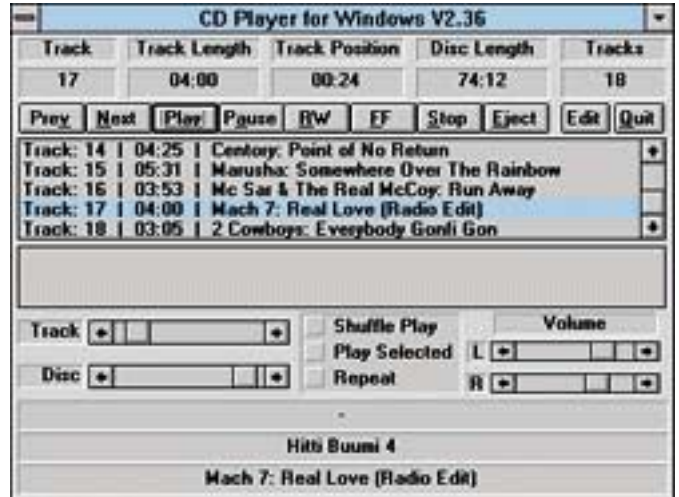 CD Player for Windows V2.36
Track Track Length Track Position Disc Length Tracks
17 04:00 00:24 74:12 18
Prev Next Play Pause RW FF Stop Eject Edit Quit
Track: 14 | 04:25 | Centory: Point of No Return
Track: 15 | 05:31 | Marusha: Somewhere Over The Rainbow
Track: 16 | 03:53 | Mc Sar & The Real McCoy: Run Away
Track: 17 | 04:00 | Mach 7: Real Love (Radio Edit)
Track: 18 | 03:05 | 2 Cowboys: Everybody Gonfi Gon
Track Shuffle Play Volume
Play Selected L
Disc Repeat R
-
Hitti Buumi 4
Mach 7: Real Love (Radio Edit)